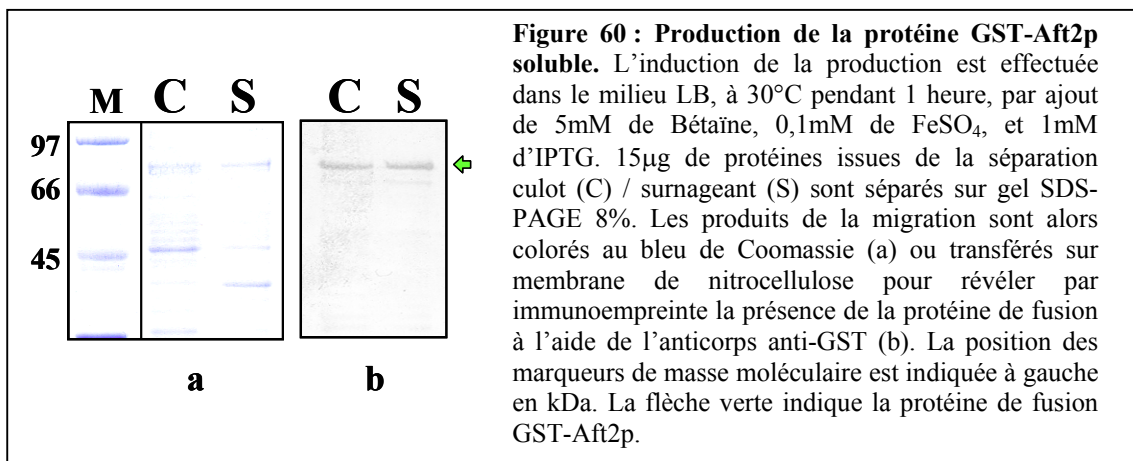 M C S C S
97
66
45
a b
Figure 60 : Production de la protéine GST-Aft2p
soluble. L’induction de la production est effectuée
dans le milieu LB, à 30°C pendant 1 heure, par ajout
de 5mM de Bétaïne, 0,1mM de FeSO₄, et 1mM
d’IPTG. 15µg de protéines issues de la séparation
culot (C) / surnageant (S) sont séparés sur gel SDS-
PAGE 8%. Les produits de la migration sont alors
colorés au bleu de Coomassie (a) ou transférés sur
membrane de nitrocellulose pour révéler par
immunoempreinte la présence de la protéine de fusion
à l’aide de l’anticorps anti-GST (b). La position des
marqueurs de masse moléculaire est indiquée à gauche
en kDa. La flèche verte indique la protéine de fusion
GST-Aft2p.